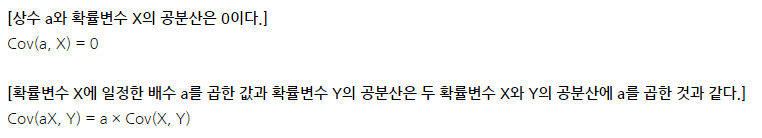 [상수 a와 확률변수 X의 공분산은 0이다.]
Cov(a, X) = 0
[확률변수 X에 일정한 배수 a를 곱한 값과 확률변수 Y의 공분산은 두 확률변수 X와 Y의 공분산에 a를 곱한 것과 같다.]
Cov(aX, Y) = a × Cov(X, Y)